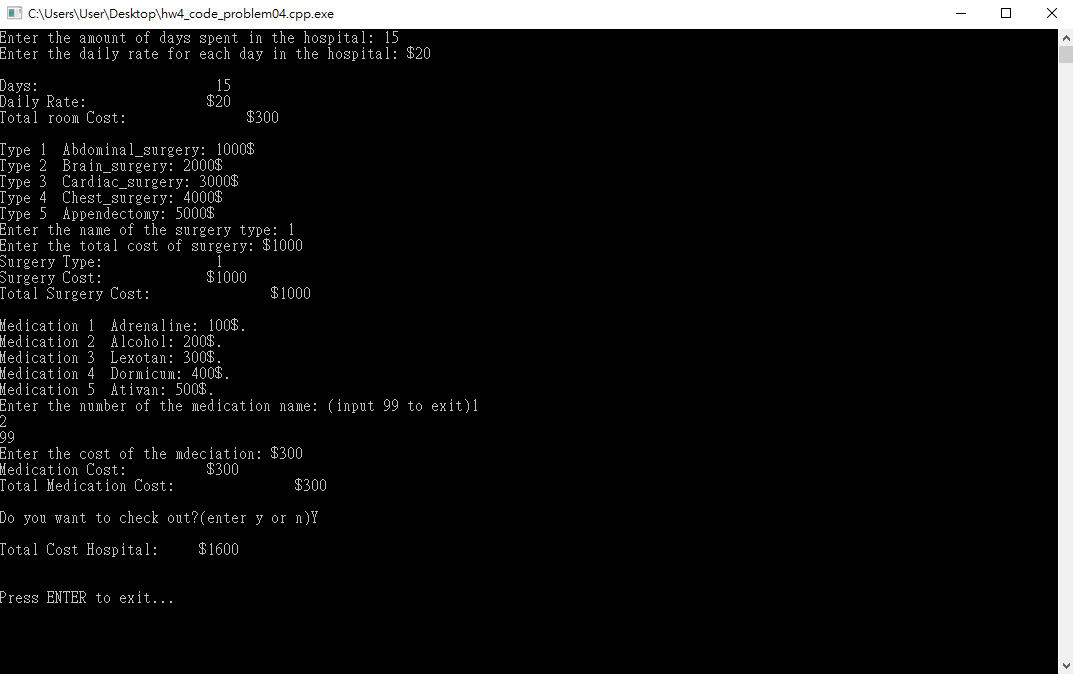 C:\Users\User\Desktop\hw4_code_problem04.cpp.exe
Enter the amount of days spent in the hospital: 15
Enter the daily rate for each day in the hospital: $20
Days: 15
Daily Rate: $20
Total room Cost: $300
Type 1 Abdominal_surgery: 1000$
Type 2 Brain_surgery: 2000$
Type 3 Cardiac_surgery: 3000$
Type 4 Chest_surgery: 4000$
Type 5 Appendectomy: 5000$
Enter the name of the surgery type: 1
Enter the total cost of surgery: $1000
Surgery Type: 1
Surgery Cost: $1000
Total Surgery Cost: $1000
Medication 1 Adrenaline: 100$.
Medication 2 Alcohol: 200$.
Medication 3 Lexotan: 300$.
Medication 4 Dormicum: 400$.
Medication 5 Ativan: 500$.
Enter the number of the medication name: (input 99 to exit)1
2
99
Enter the cost of the mdeciation: $300
Medication Cost: $300
Total Medication Cost: $300
Do you want to check out?(enter y or n)Y
Total Cost Hospital: $1600
Press ENTER to exit...